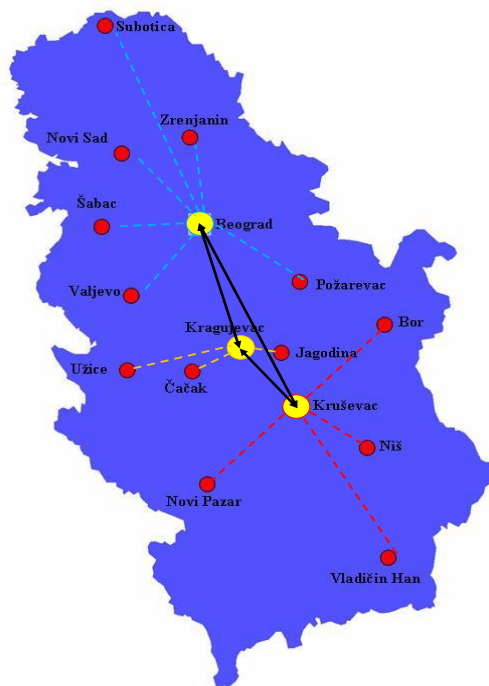 Subotica
Zrenjanin
Novi Sad
Šabac
Beograd
Valjevo
Požarevac
Bor
Kragujevac
Jagodina
Užice
Čačak
Kruševac
Niš
Novi Pazar
Vladičin Han